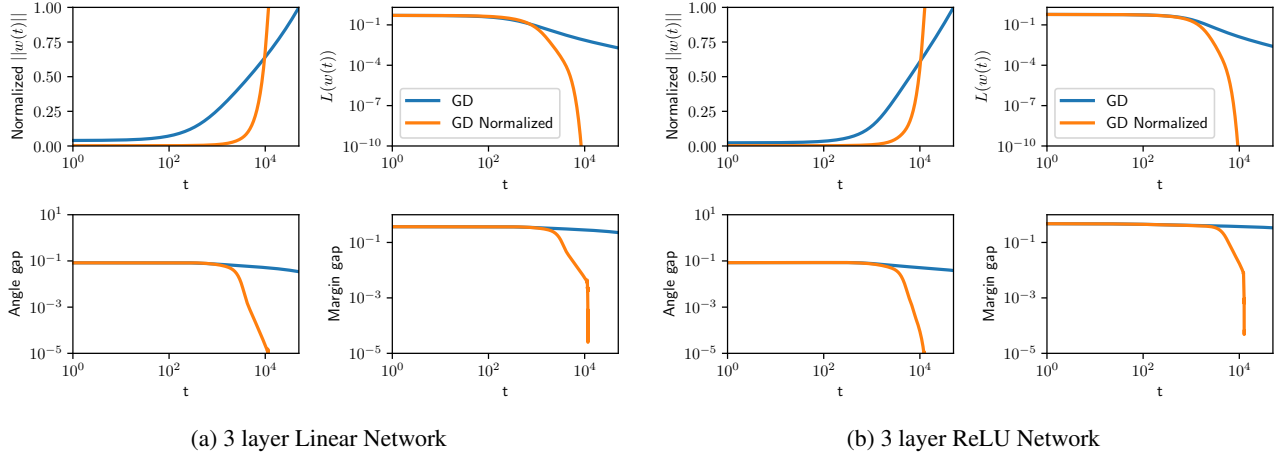 Normalized ||w(t)||
1.00
0.75
0.50
0.25
0.00
10^0
10^2
10^4
t
L(w(t))
10^-1
10^-4
10^-7
10^-10
GD
GD Normalized
10^0
10^2
10^4
t
Normalized ||w(t)||
1.00
0.75
0.50
0.25
0.00
10^0
10^2
10^4
t
L(w(t))
10^-1
10^-4
10^-7
10^-10
GD
GD Normalized
10^0
10^2
10^4
t
Angle gap
10^1
10^-1
10^-3
10^-5
10^0
10^2
10^4
t
Margin gap
10^-1
10^-3
10^-5
10^0
10^2
10^4
t
Angle gap
10^1
10^-1
10^-3
10^-5
10^0
10^2
10^4
t
Margin gap
10^-1
10^-3
10^-5
10^0
10^2
10^4
t
(a) 3 layer Linear Network
(b) 3 layer ReLU Network